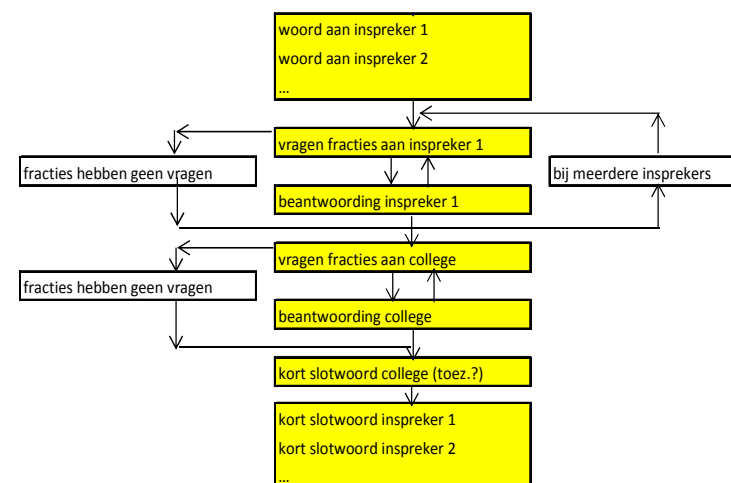 woord aan inspreker 1
woord aan inspreker 2
...
vragen fracties aan inspreker 1
fracties hebben geen vragen
bij meerdere insprekers
beantwoording inspreker 1
vragen fracties aan college
fracties hebben geen vragen
beantwoording college
kort slotwoord college (toez.?)
kort slotwoord inspreker 1
kort slotwoord inspreker 2
...